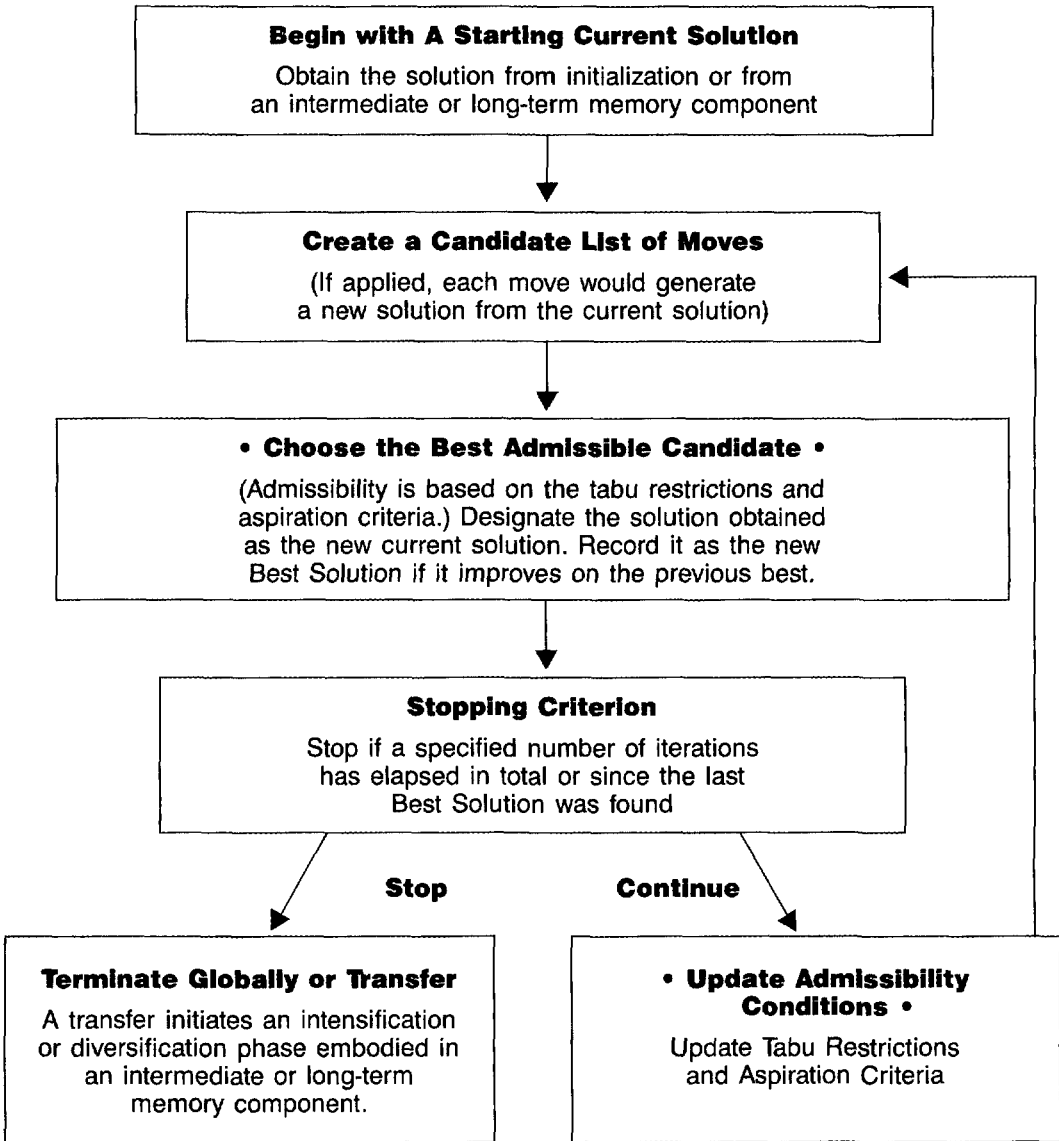 Begin with A Starting Current Solution
Obtain the solution from initialization or from
an intermediate or long-term memory component
Create a Candidate List of Moves
(If applied, each move would generate
a new solution from the current solution)
• Choose the Best Admissible Candidate •
(Admissibility is based on the tabu restrictions and
aspiration criteria.) Designate the solution obtained
as the new current solution. Record it as the new
Best Solution if it improves on the previous best.
Stopping Criterion
Stop if a specified number of iterations
has elapsed in total or since the last
Best Solution was found
Stop
Continue
Terminate Globally or Transfer
A transfer initiates an intensification
or diversification phase embodied in
an intermediate or long-term
memory component.
• Update Admissibility
Conditions •
Update Tabu Restrictions
and Aspiration Criteria